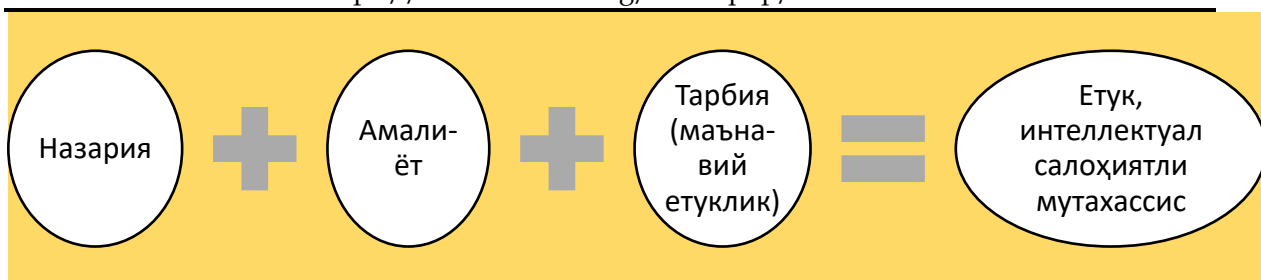 Назария
Амали-
ёт
Тарбия
(маъна-
вий
етуклик)
Етук,
интеллектуал
салоҳиятли
мутахассис